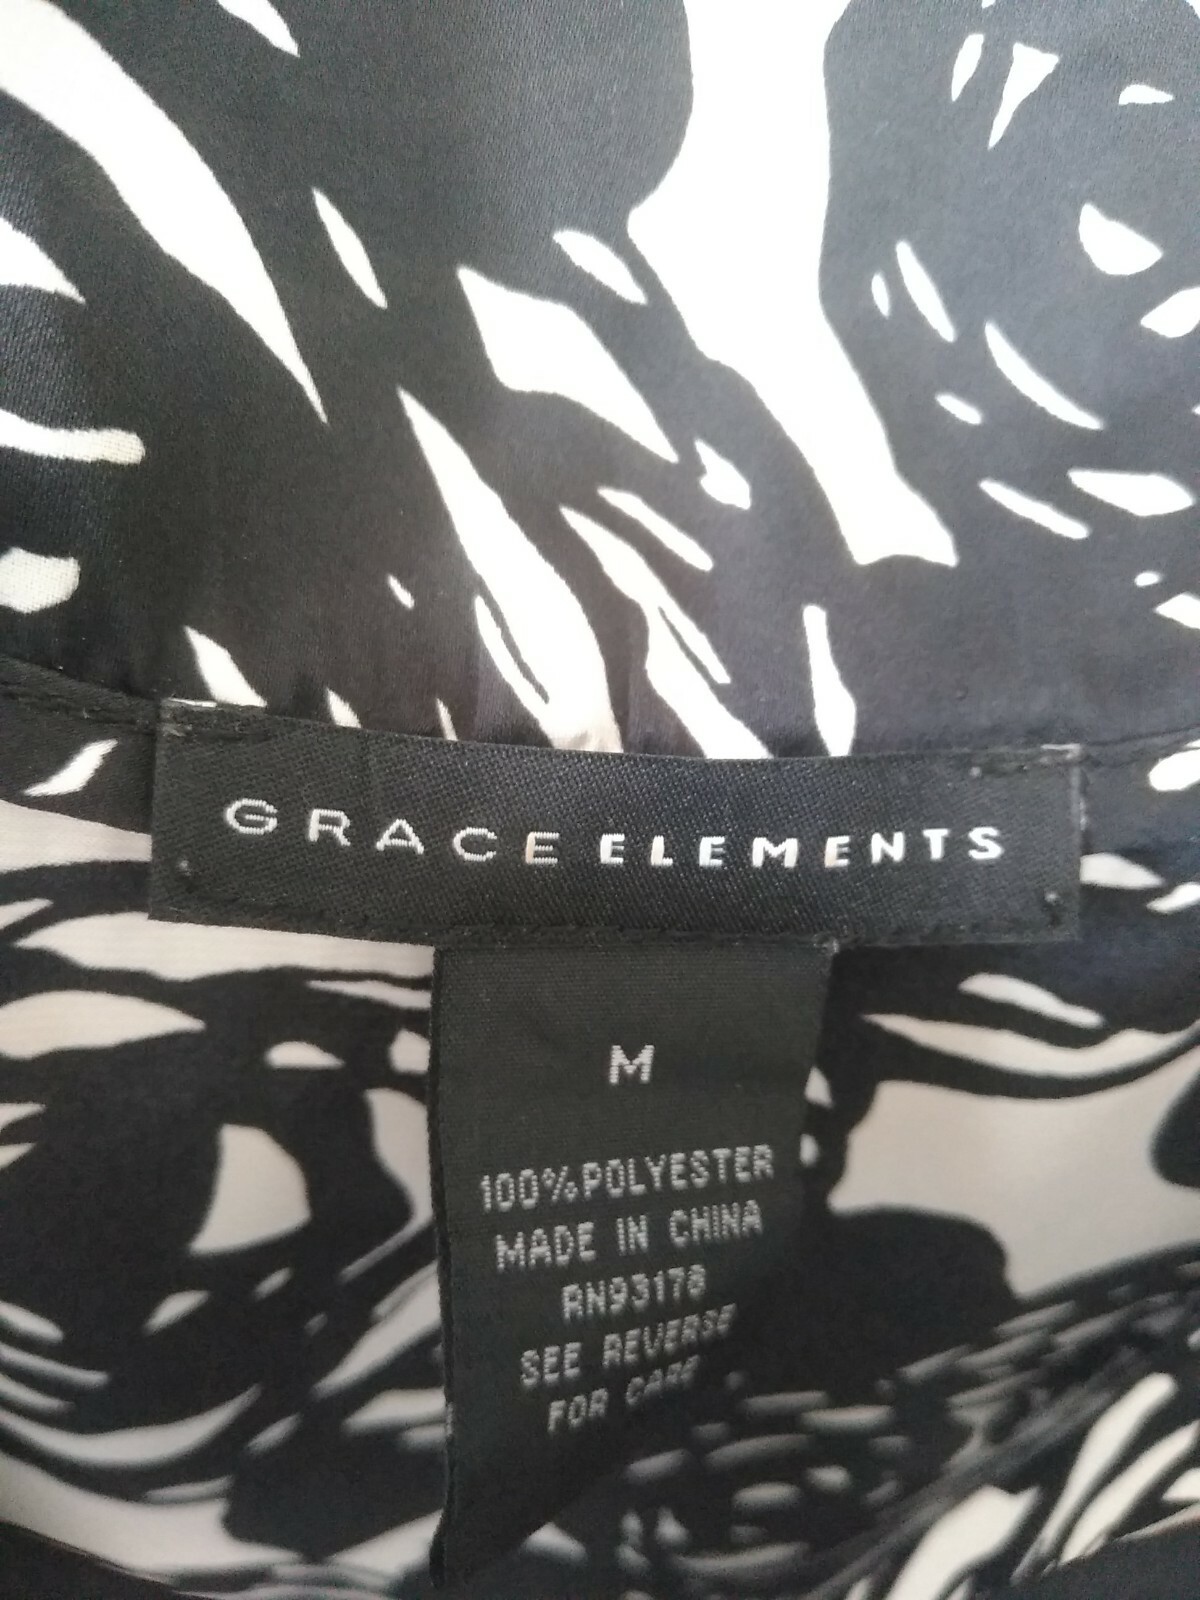 GRACE ELEMENTS
M
100% POLYESTER
MADE IN CHINA
RN93178
SEE REVERSE
FOR CARE